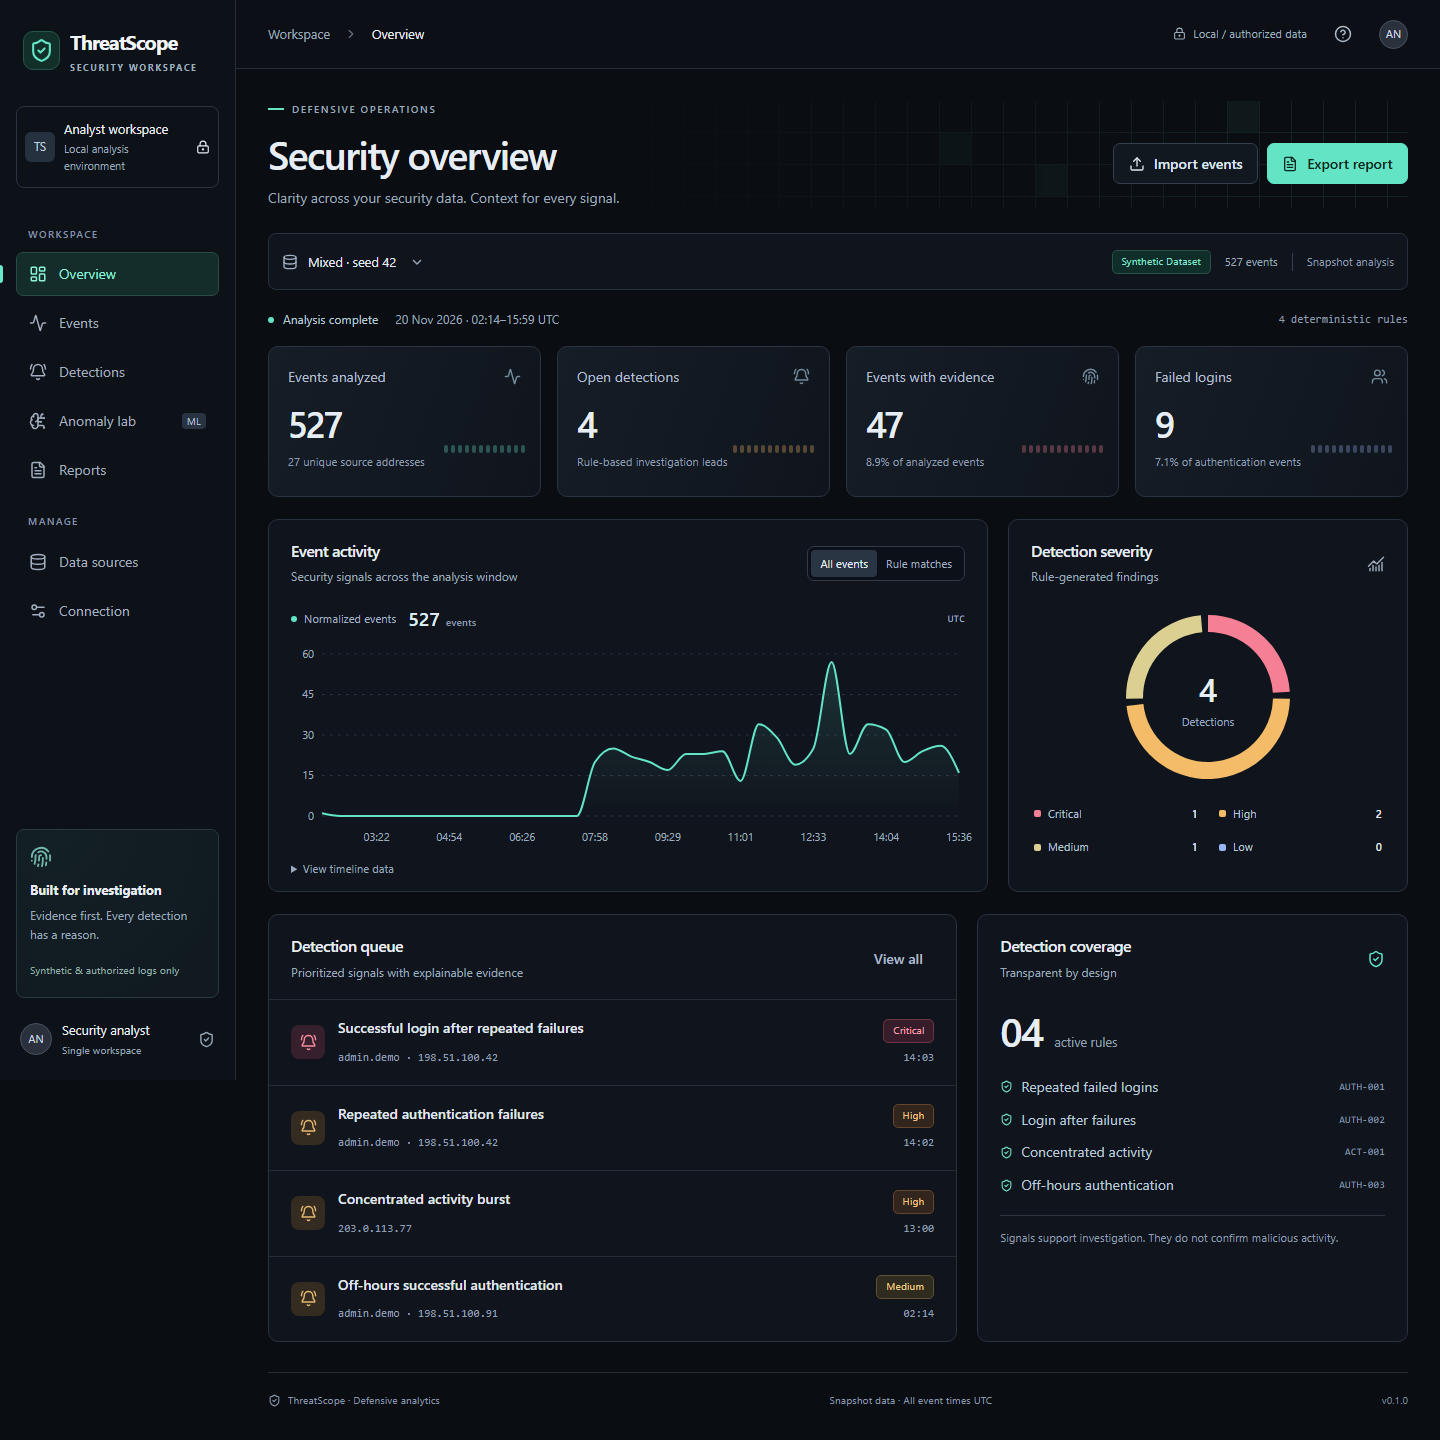 ThreatScope
SECURITY WORKSPACE
TS
Analyst workspace
Local analysis
environment
WORKSPACE
Overview
Events
Detections
Anomaly lab
ML
Reports
MANAGE
Data sources
Connection
Built for investigation
Evidence first. Every detection
has a reason.
Synthetic & authorized logs only
AN
Security analyst
Single workspace
Workspace
Overview
Local / authorized data
AN
DEFENSIVE OPERATIONS
Security overview
Clarity across your security data. Context for every signal.
Import events
Export report
Mixed · seed 42
Synthetic Dataset
527 events
Snapshot analysis
Analysis complete
20 Nov 2026 · 02:14–15:59 UTC
4 deterministic rules
Events analyzed
527
27 unique source addresses
Open detections
4
Rule-based investigation leads
Events with evidence
47
8.9% of analyzed events
Failed logins
9
7.1% of authentication events
Event activity
Security signals across the analysis window
All events
Rule matches
Normalized events
527 events
UTC
60
45
30
15
0
03:22
04:54
06:26
07:58
09:29
11:01
12:33
14:04
15:36
View timeline data
Detection severity
Rule-generated findings
4
Detections
Critical 1
High 2
Medium 1
Low 0
Detection queue
Prioritized signals with explainable evidence
View all
Successful login after repeated failures
Critical
admin.demo · 198.51.100.42
14:03
Repeated authentication failures
High
admin.demo · 198.51.100.42
14:02
Concentrated activity burst
High
203.0.113.77
13:00
Off-hours successful authentication
Medium
admin.demo · 198.51.100.91
02:14
Detection coverage
Transparent by design
04 active rules
Repeated failed logins
AUTH-001
Login after failures
AUTH-002
Concentrated activity
ACT-001
Off-hours authentication
AUTH-003
Signals support investigation. They do not confirm malicious activity.
ThreatScope · Defensive analytics
Snapshot data · All event times UTC
v0.1.0